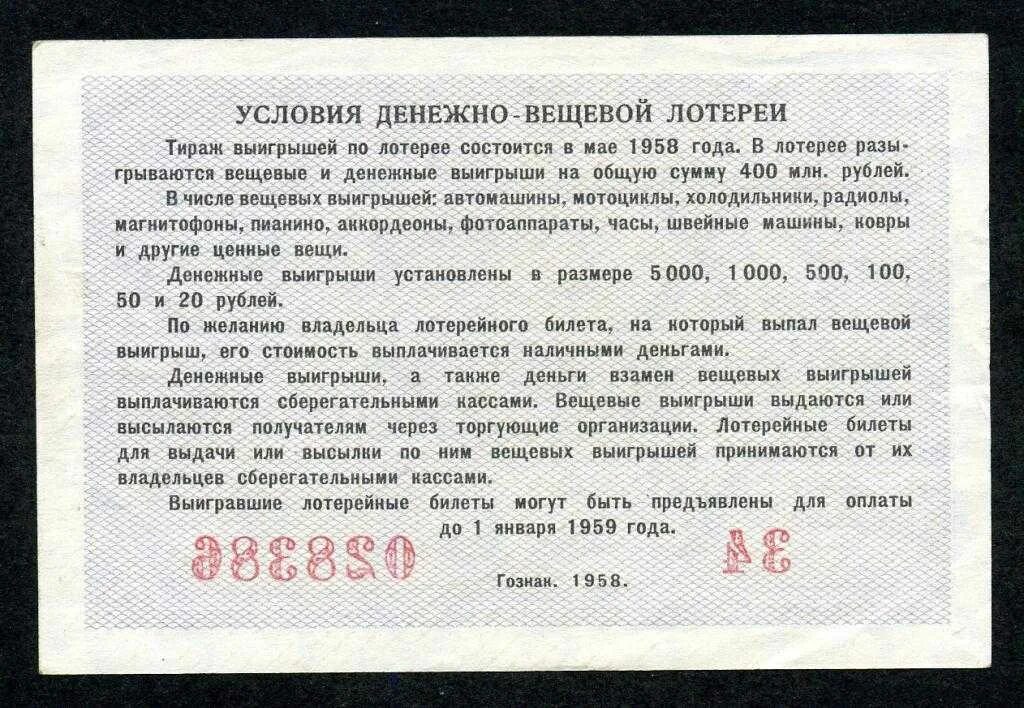 УСЛОВИЯ ДЕНЕЖНО-ВЕЩЕВОЙ ЛОТЕРЕИ
Тираж выигрышей по лотерее состоится в мае 1958 года. В лотерее разы-
грываются вещевые и денежные выигрыши на общую сумму 400 млн. рублей.
В числе вещевых выигрышей: автомашины, мотоциклы, холодильники, радиолы,
магнитофоны, пианино, аккордеоны, фотоаппараты, часы, швейные машины, ковры
и другие ценные вещи.
Денежные выигрыши установлены в размере 5000, 1000, 500, 100,
50 и 20 рублей.
По желанию владельца лотерейного билета, на который выпал вещевой
выигрыш, его стоимость выплачивается наличными деньгами.
Денежные выигрыши, а также деньги взамен вещевых выигрышей
выплачиваются сберегательными кассами. Вещевые выигрыши выдаются или
высылаются получателям через торгующие организации. Лотерейные билеты
для выдачи или высылки по ним вещевых выигрышей принимаются от их
владельцев сберегательными кассами.
Выигравшие лотерейные билеты могут быть предъявлены для оплаты
до 1 января 1959 года.
028386 34
Гознак. 1958.